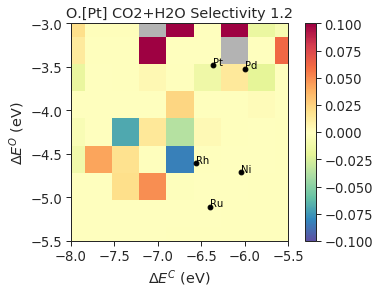 O.[Pt] CO2+H2O Selectivity 1.2
ΔE^O (eV)
−3.0
−3.5
−4.0
−4.5
−5.0
−5.5
−8.0 −7.5 −7.0 −6.5 −6.0 −5.5
ΔE^C (eV)
Pt
Pd
Rh
Ni
Ru
0.100
0.075
0.050
0.025
0.000
−0.025
−0.050
−0.075
−0.100